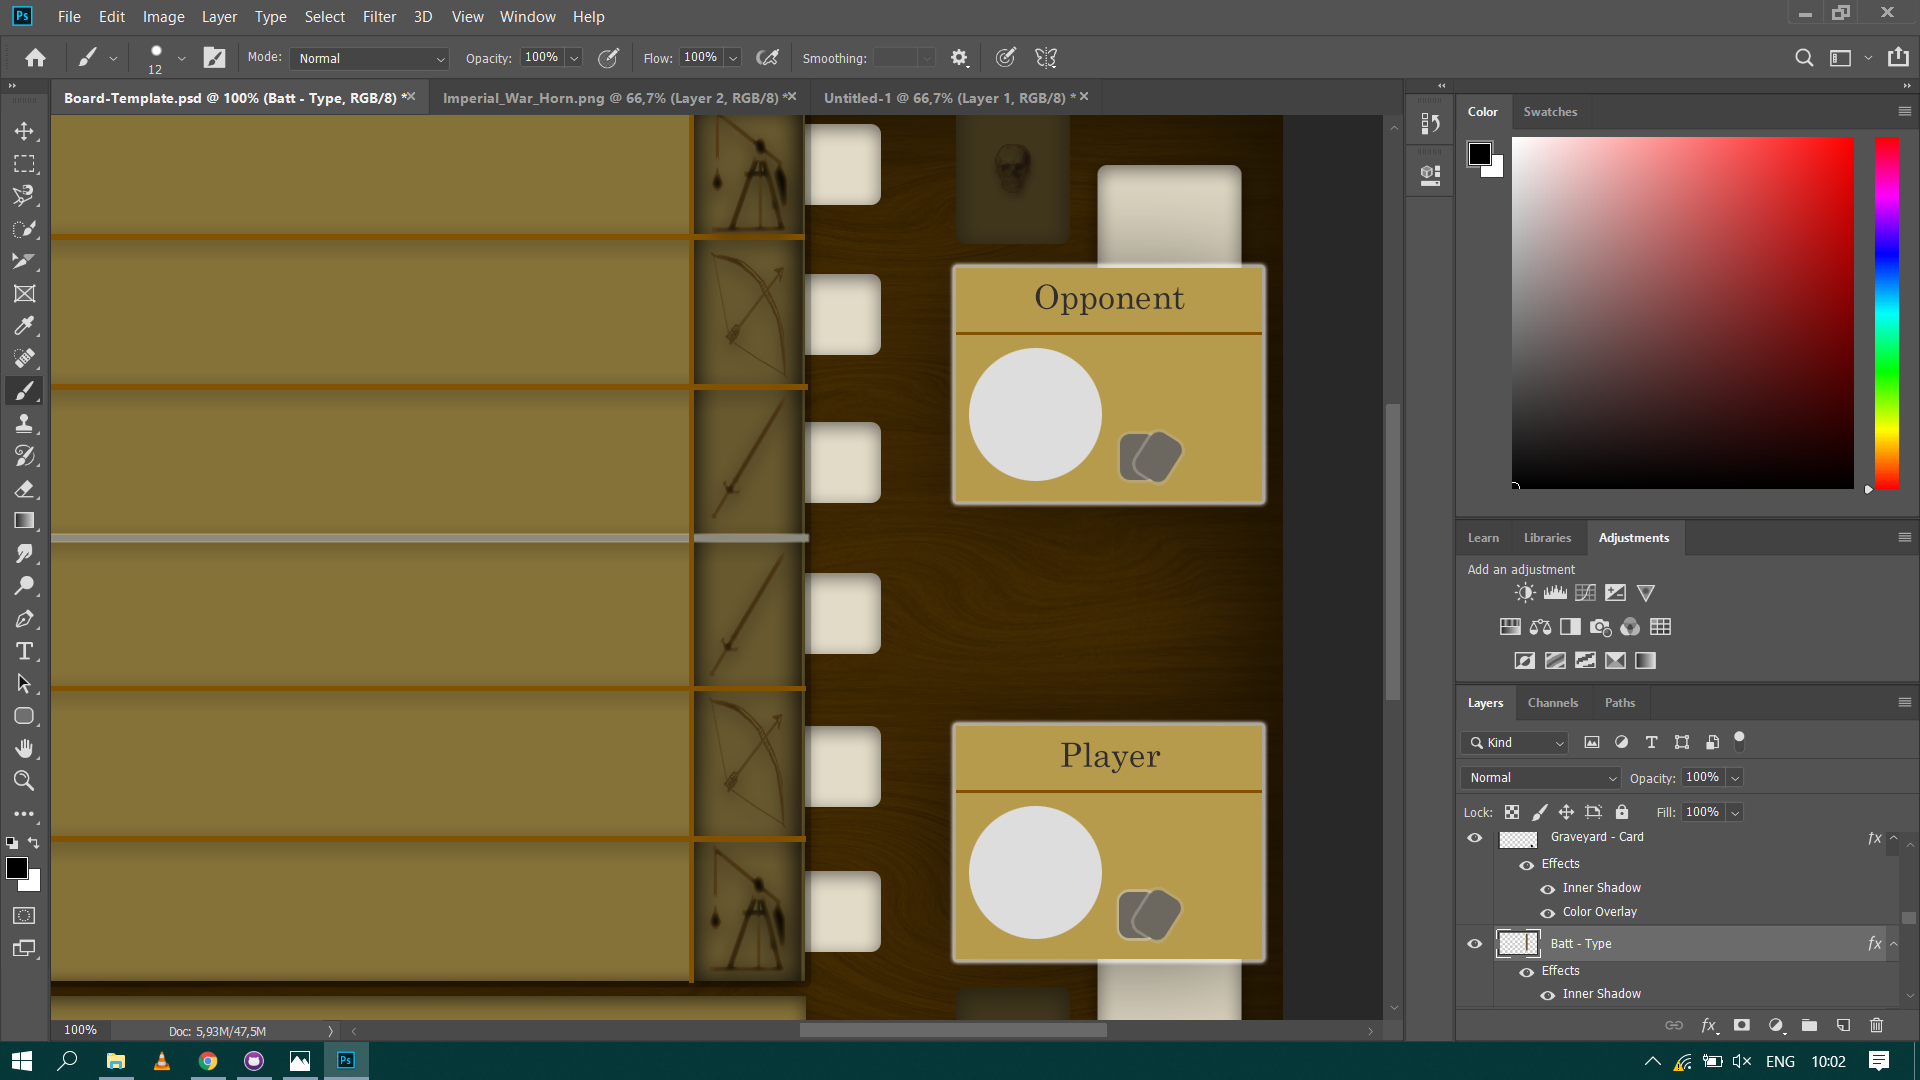 Ps File Edit Image Layer Type Select Filter 3D View Window Help
12 Mode: Normal Opacity: 100% Flow: 100% Smoothing:
Board-Template.psd @ 100% (Batt - Type, RGB/8) * Imperial_War_Horn.png @ 66,7% (Layer 2, RGB/8) * Untitled-1 @ 66,7% (Layer 1, RGB/8) *
Opponent
Player
Color Swatches
Learn Libraries Adjustments
Add an adjustment
Layers Channels Paths
Kind
Normal Opacity: 100%
Lock: Fill: 100%
Graveyard - Card fx
Effects
Inner Shadow
Color Overlay
Batt - Type fx
Effects
Inner Shadow
fx
100% Doc: 5,93M/47,5M
Ps ENG 10:02